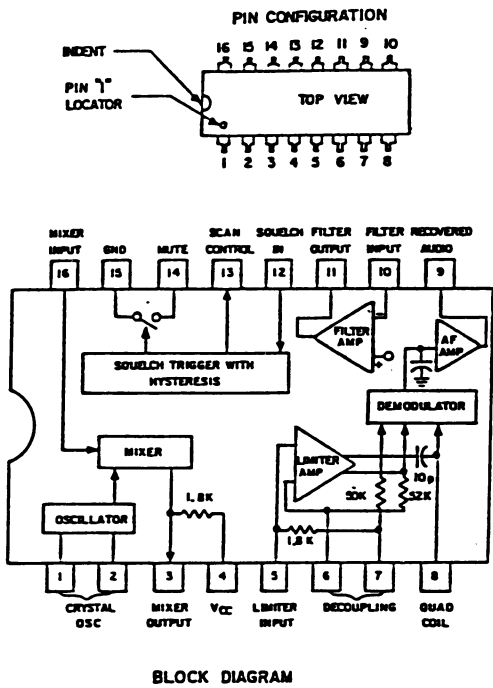 PIN CONFIGURATION
16 15 14 13 12 11 9 10
INDENT
PIN "1"
LOCATOR
TOP VIEW
1 2 3 4 5 6 7 8
MIXER
INPUT
GND
MUTE
SCAN
CONTROL
SQUELCH
IN
FILTER
OUTPUT
FILTER
INPUT
RECOVERED
AUDIO
16 15 14 13 12 11 10 9
FILTER
AMP
-
+
AF
AMP
SQUELCH TRIGGER WITH
HYSTERESIS
DEMODULATOR
MIXER
LIMITER
AMP
10p
1.8K
50K
52K
OSCILLATOR
1.8K
1 2 3 4 5 6 7 8
CRYSTAL
OSC
MIXER
OUTPUT
VCC
LIMITER
INPUT
DECOUPLING
QUAD
COIL
BLOCK DIAGRAM